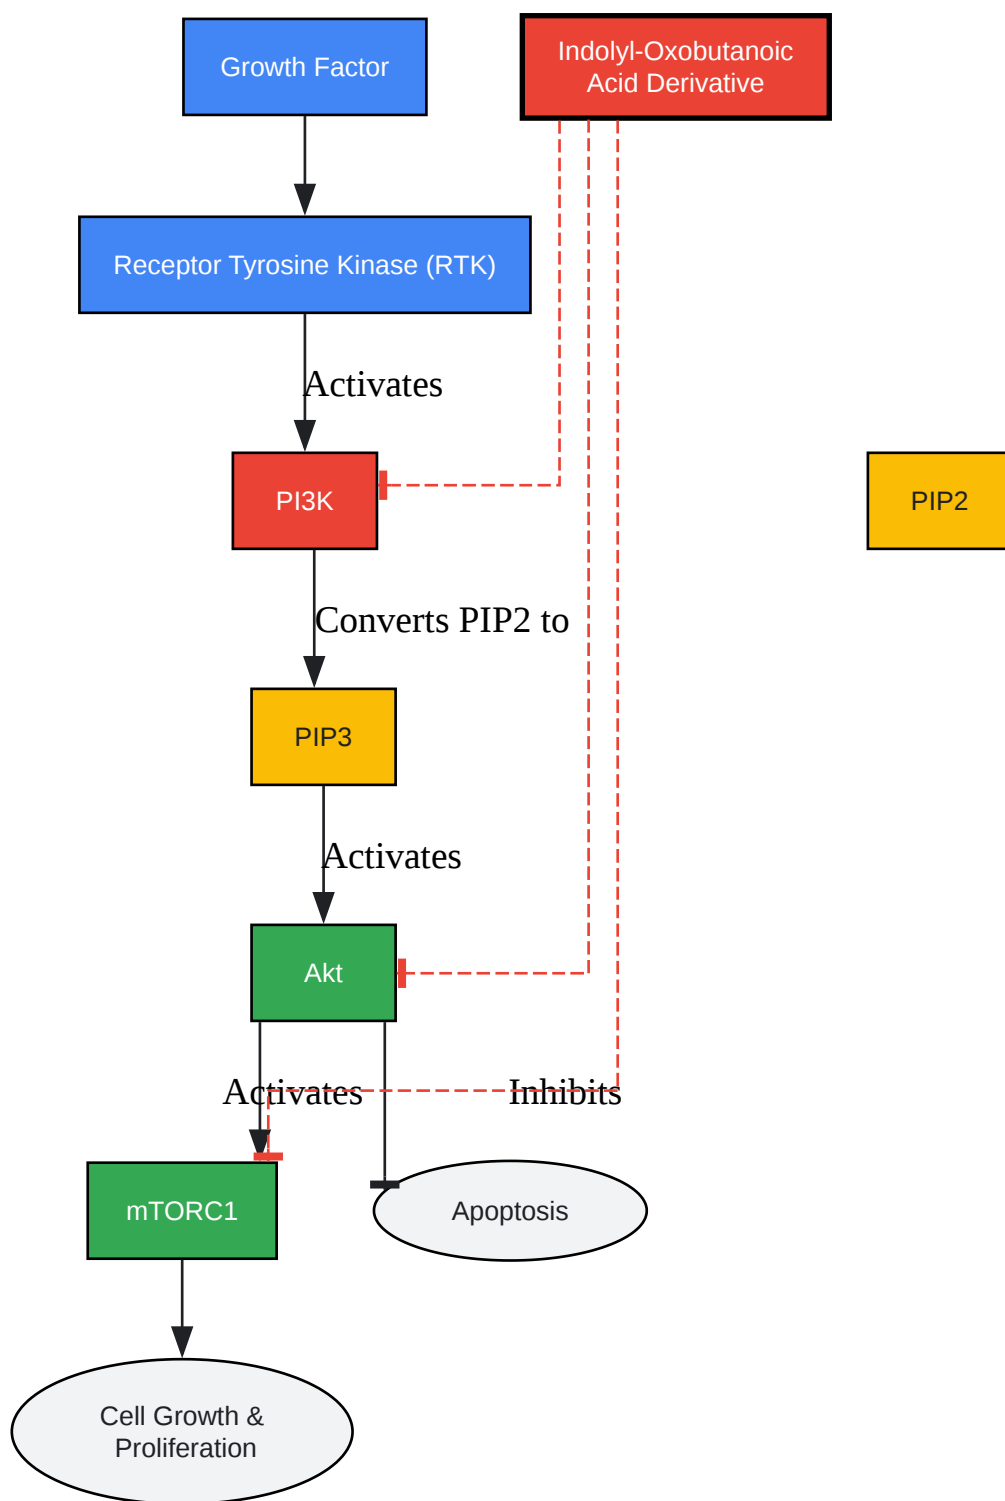 Growth Factor
Indolyl-Oxobutanoic
Acid Derivative
Receptor Tyrosine Kinase (RTK)
Activates
PI3K
PIP2
Converts PIP2 to
PIP3
Activates
Akt
Activates
Inhibits
mTORC1
Apoptosis
Cell Growth &
Proliferation